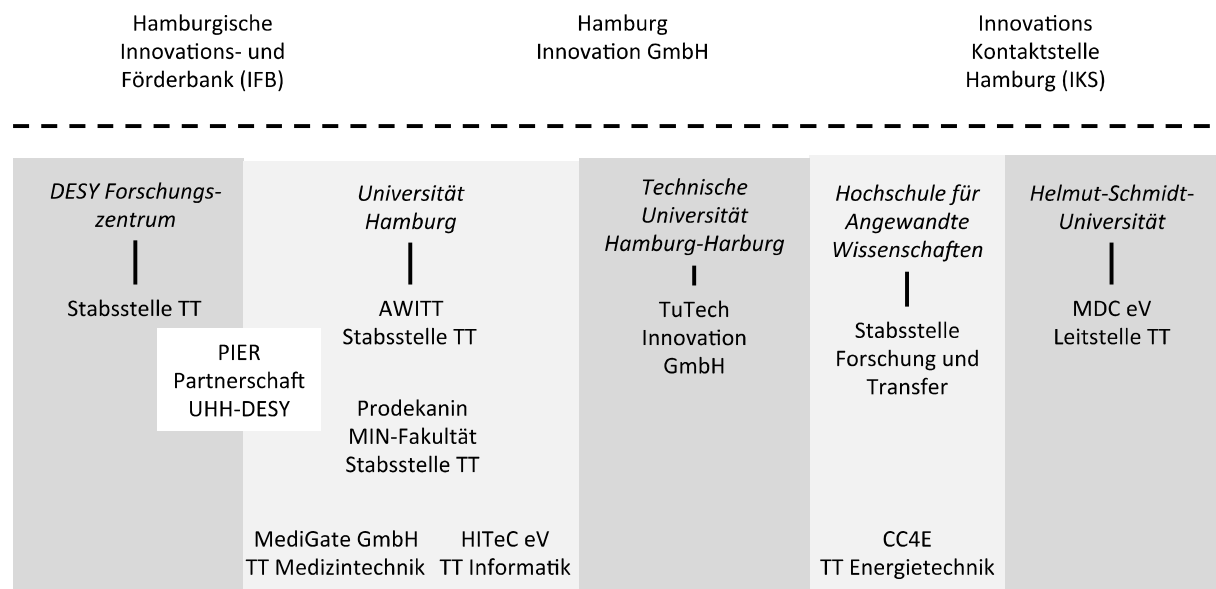 Hamburgische
Innovations- und
Förderbank (IFB)
Hamburg
Innovation GmbH
Innovations
Kontaktstelle
Hamburg (IKS)
DESY Forschungs-
zentrum
Stabsstelle TT
PIER
Partnerschaft
UHH-DESY
Universität
Hamburg
AWITT
Stabsstelle TT
Prodekanin
MIN-Fakultät
Stabsstelle TT
MediGate GmbH
TT Medizintechnik
HITeC eV
TT Informatik
Technische
Universität
Hamburg-Harburg
TuTech
Innovation
GmbH
Hochschule für
Angewandte
Wissenschaften
Stabsstelle
Forschung und
Transfer
CC4E
TT Energietechnik
Helmut-Schmidt-
Universität
MDC eV
Leitstelle TT